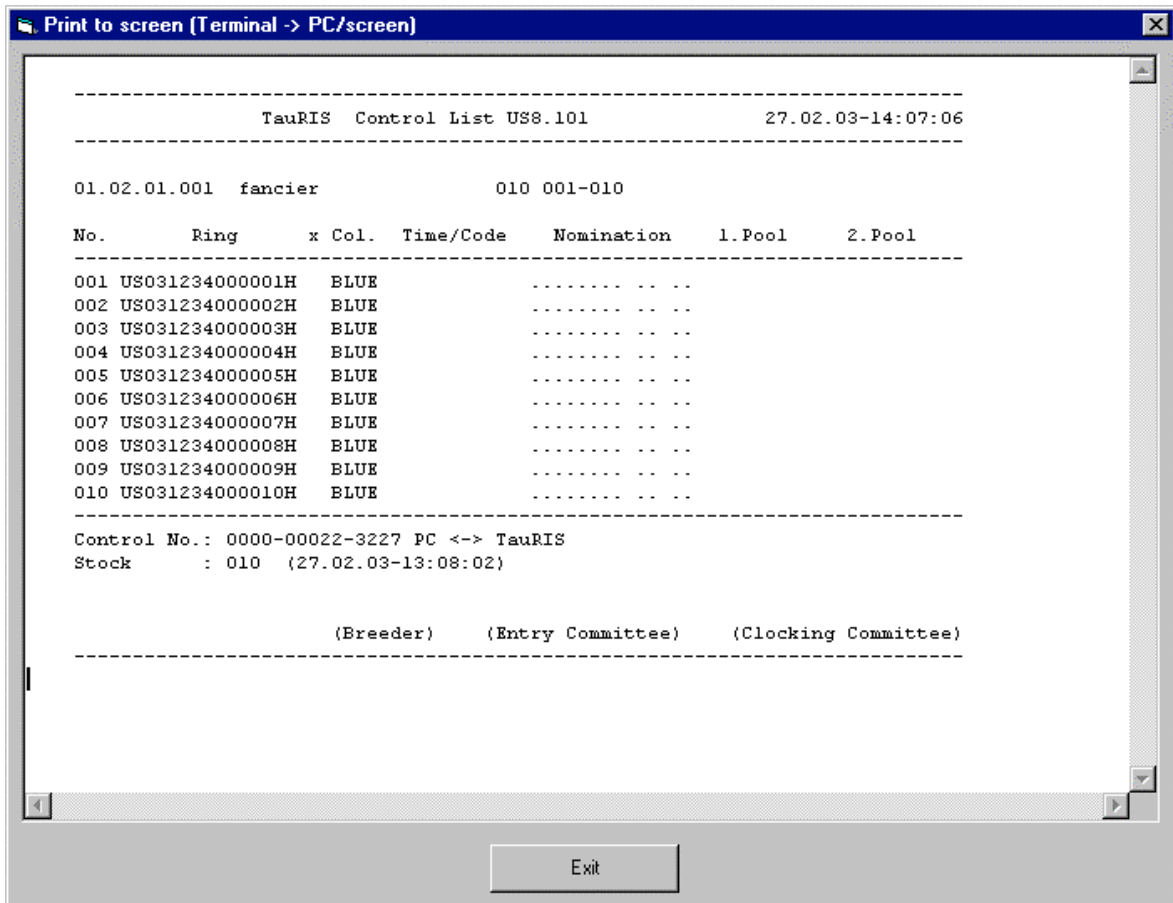 Print to screen (Terminal -> PC/screen)
--------------------------------------------------------------------------
TauRIS Control List US8.101 27.02.03-14:07:06
--------------------------------------------------------------------------
01.02.01.001 fancier 010 001-010
No. Ring x Col. Time/Code Nomination 1.Pool 2.Pool
--------------------------------------------------------------------------
001 US031234000001H BLUE ........ .. ..
002 US031234000002H BLUE ........ .. ..
003 US031234000003H BLUE ........ .. ..
004 US031234000004H BLUE ........ .. ..
005 US031234000005H BLUE ........ .. ..
006 US031234000006H BLUE ........ .. ..
007 US031234000007H BLUE ........ .. ..
008 US031234000008H BLUE ........ .. ..
009 US031234000009H BLUE ........ .. ..
010 US031234000010H BLUE ........ .. ..
--------------------------------------------------------------------------
Control No.: 0000-00022-3227 PC <-> TauRIS
Stock : 010 (27.02.03-13:08:02)
(Breeder) (Entry Committee) (Clocking Committee)
--------------------------------------------------------------------------
Exit